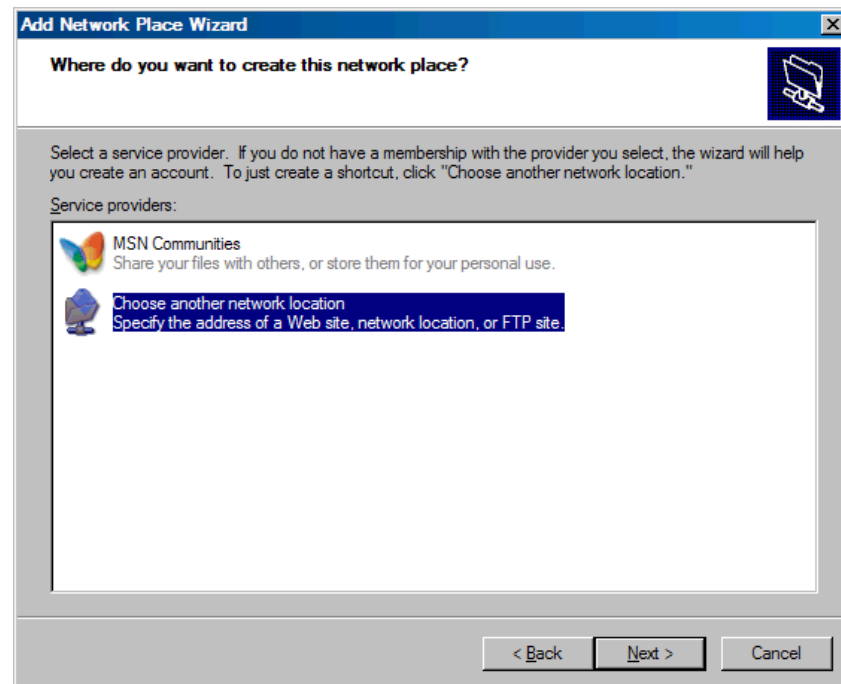 Add Network Place Wizard
Where do you want to create this network place?
Select a service provider.  If you do not have a membership with the provider you select, the wizard will help
you create an account.  To just create a shortcut, click "Choose another network location."
Service providers:
MSN Communities
Share your files with others, or store them for your personal use.
Choose another network location
Specify the address of a Web site, network location, or FTP site.
< Back Next > Cancel